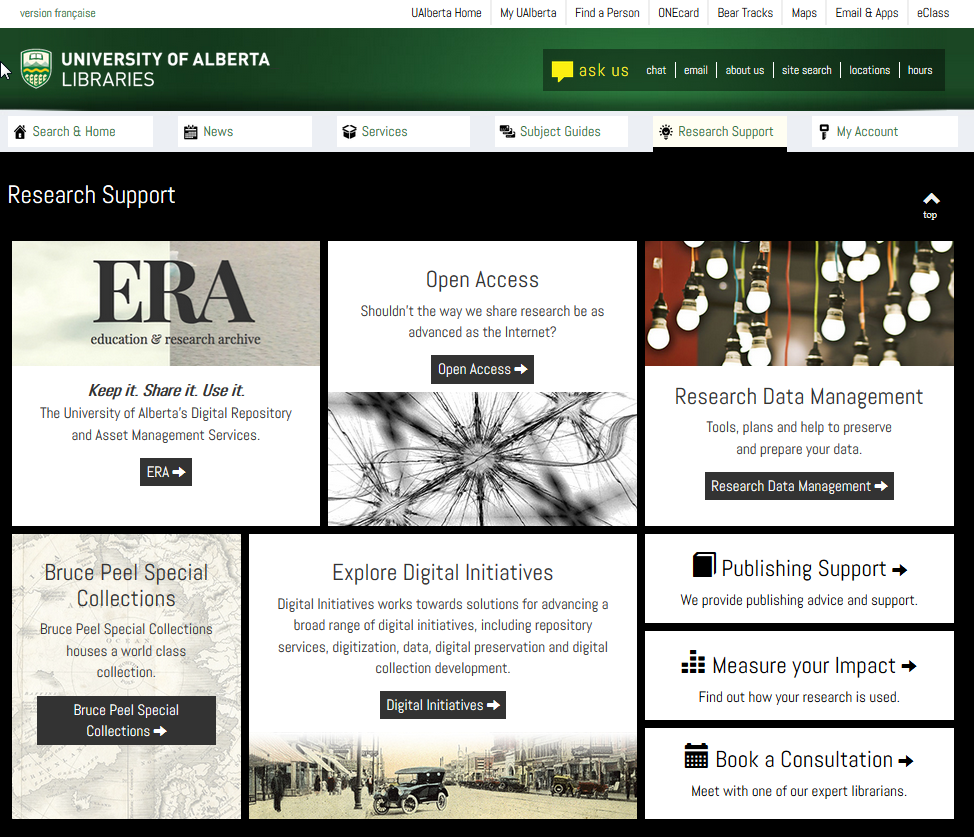 version française
UAlberta Home My UAlberta Find a Person ONEcard Bear Tracks Maps Email & Apps eClass
UNIVERSITY OF ALBERTA
LIBRARIES
ask us chat email about us site search locations hours
Search & Home News Services Subject Guides Research Support My Account
Research Support
top
ERA
education & research archive
Keep it. Share it. Use it.
The University of Alberta's Digital Repository
and Asset Management Services.
ERA
Open Access
Shouldn't the way we share research be as
advanced as the Internet?
Open Access
Research Data Management
Tools, plans and help to preserve
and prepare your data.
Research Data Management
Bruce Peel Special
Collections
Bruce Peel Special Collections
houses a world class
collection.
Bruce Peel Special
Collections
Explore Digital Initiatives
Digital Initiatives works towards solutions for advancing a
broad range of digital initiatives, including repository
services, digitization, data, digital preservation and digital
collection development.
Digital Initiatives
Publishing Support
We provide publishing advice and support.
Measure your Impact
Find out how your research is used.
Book a Consultation
Meet with one of our expert librarians.